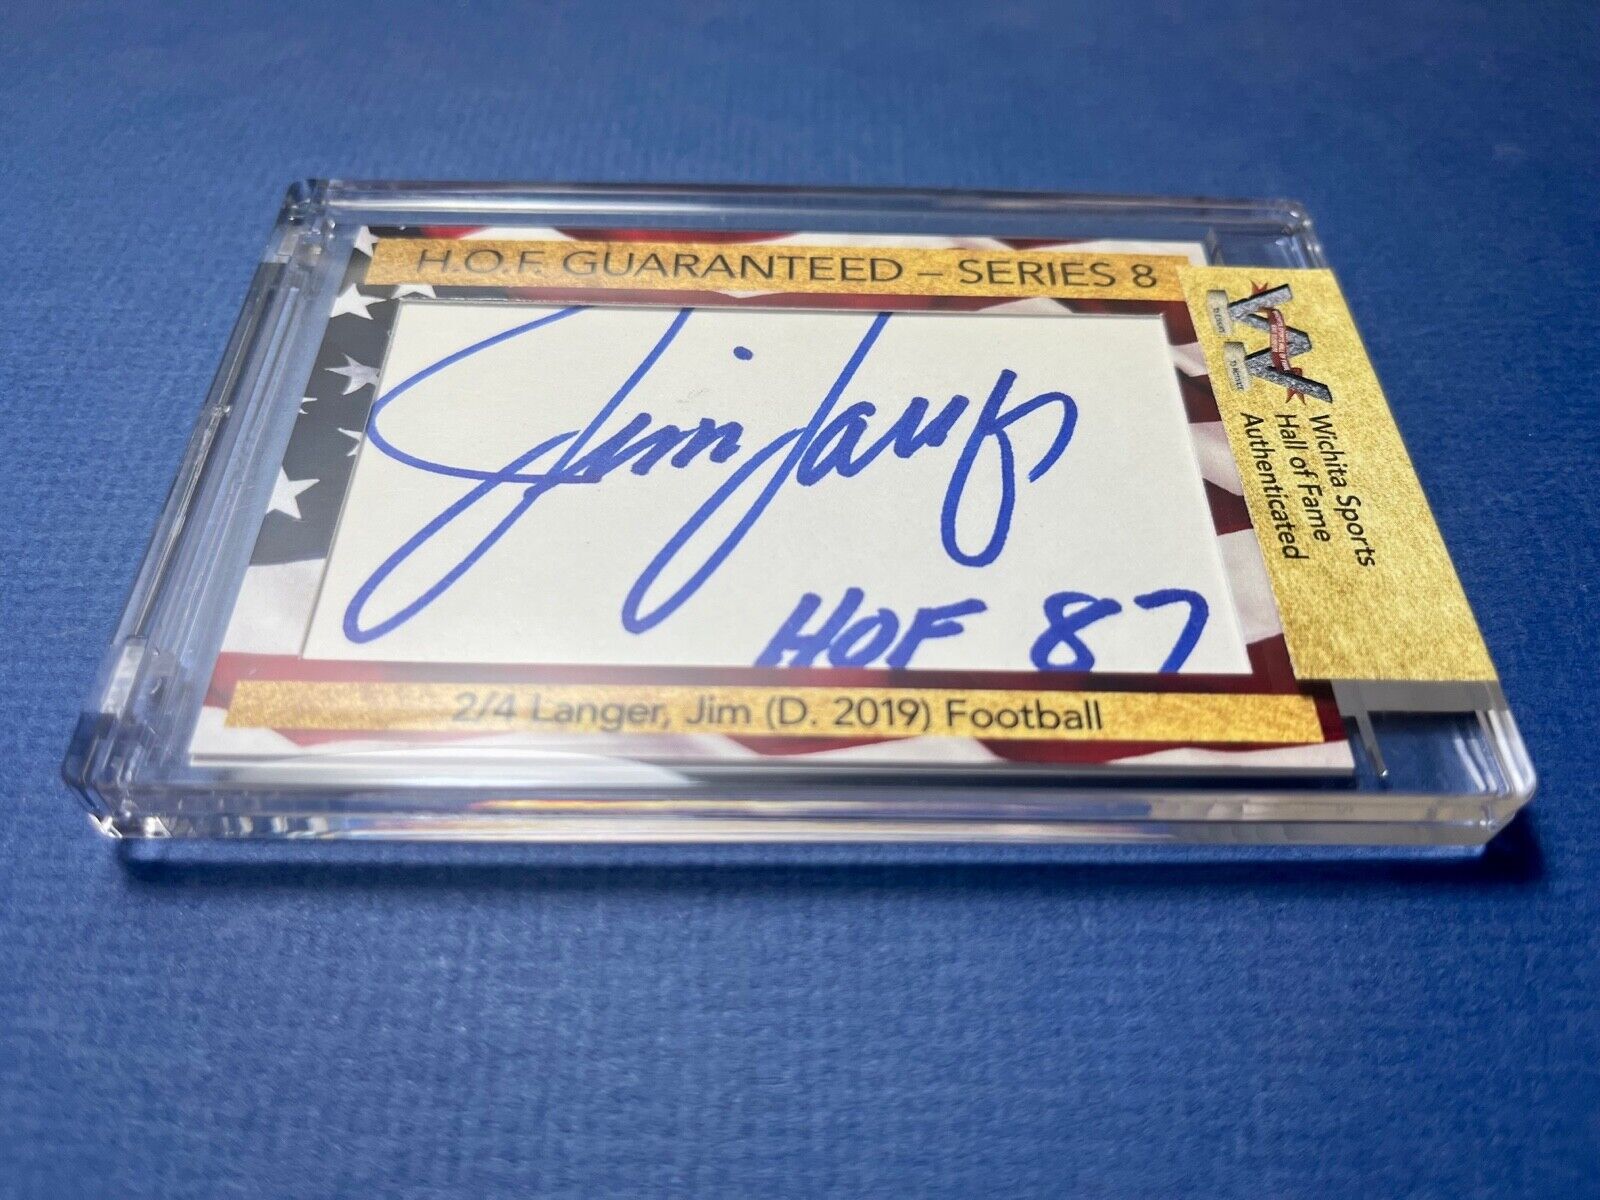 H.O.F. GUARANTEED – SERIES 8
Jim Langer
HOF 87
2/4 Langer, Jim (D. 2019) Football
Wichita Sports
Hall of Fame
Authenticated